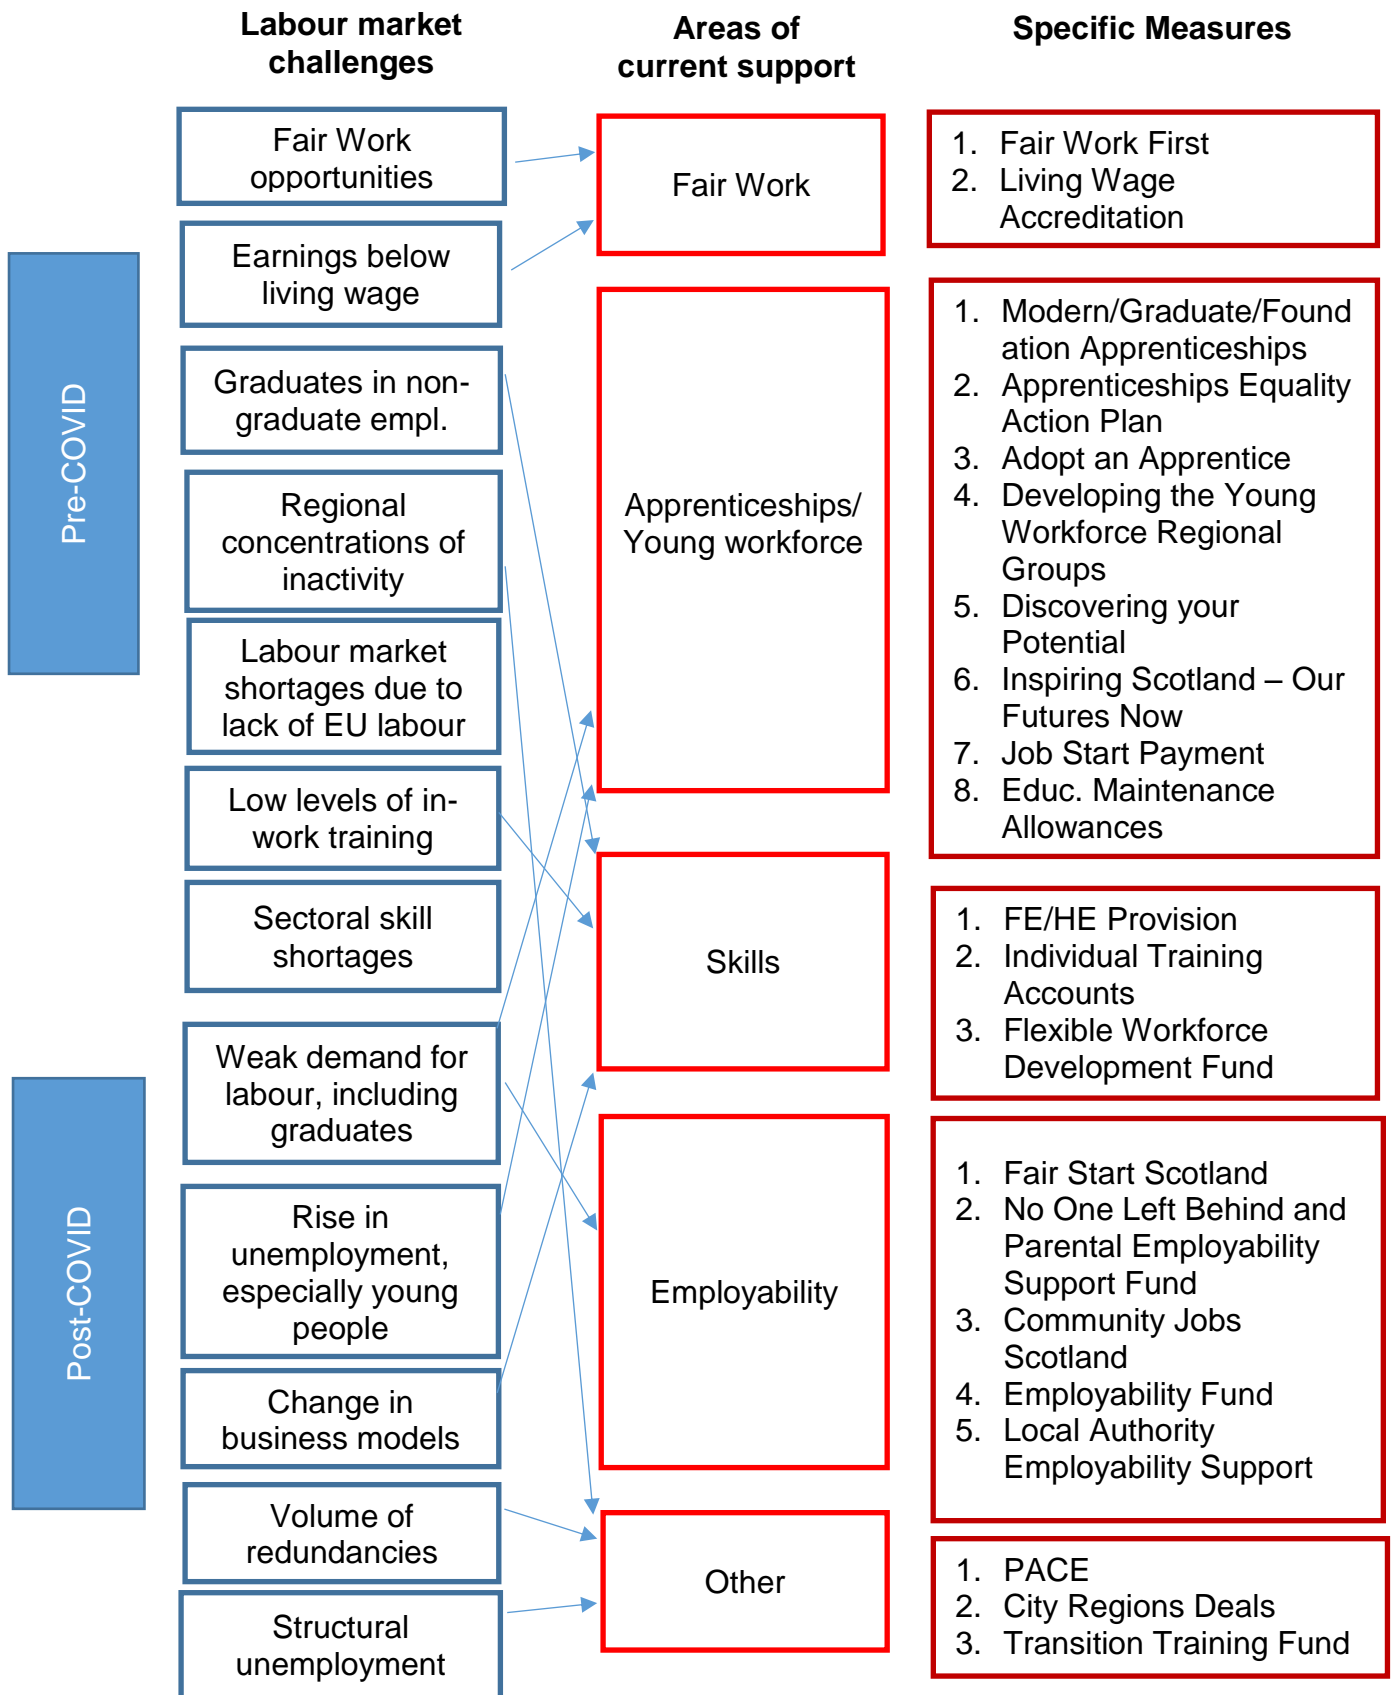 Labour market
challenges
Areas of
current support
Specific Measures
Pre-COVID
Post-COVID
Fair Work
opportunities
Earnings below
living wage
Graduates in non-
graduate empl.
Regional
concentrations of
inactivity
Labour market
shortages due to
lack of EU labour
Low levels of in-
work training
Sectoral skill
shortages
Weak demand for
labour, including
graduates
Rise in
unemployment,
especially young
people
Change in
business models
Volume of
redundancies
Structural
unemployment
Fair Work
Apprenticeships/
Young workforce
Skills
Employability
Other
1. Fair Work First
2. Living Wage
Accreditation
1. Modern/Graduate/Found
ation Apprenticeships
2. Apprenticeships Equality
Action Plan
3. Adopt an Apprentice
4. Developing the Young
Workforce Regional
Groups
5. Discovering your
Potential
6. Inspiring Scotland – Our
Futures Now
7. Job Start Payment
8. Educ. Maintenance
Allowances
1. FE/HE Provision
2. Individual Training
Accounts
3. Flexible Workforce
Development Fund
1. Fair Start Scotland
2. No One Left Behind and
Parental Employability
Support Fund
3. Community Jobs
Scotland
4. Employability Fund
5. Local Authority
Employability Support
1. PACE
2. City Regions Deals
3. Transition Training Fund